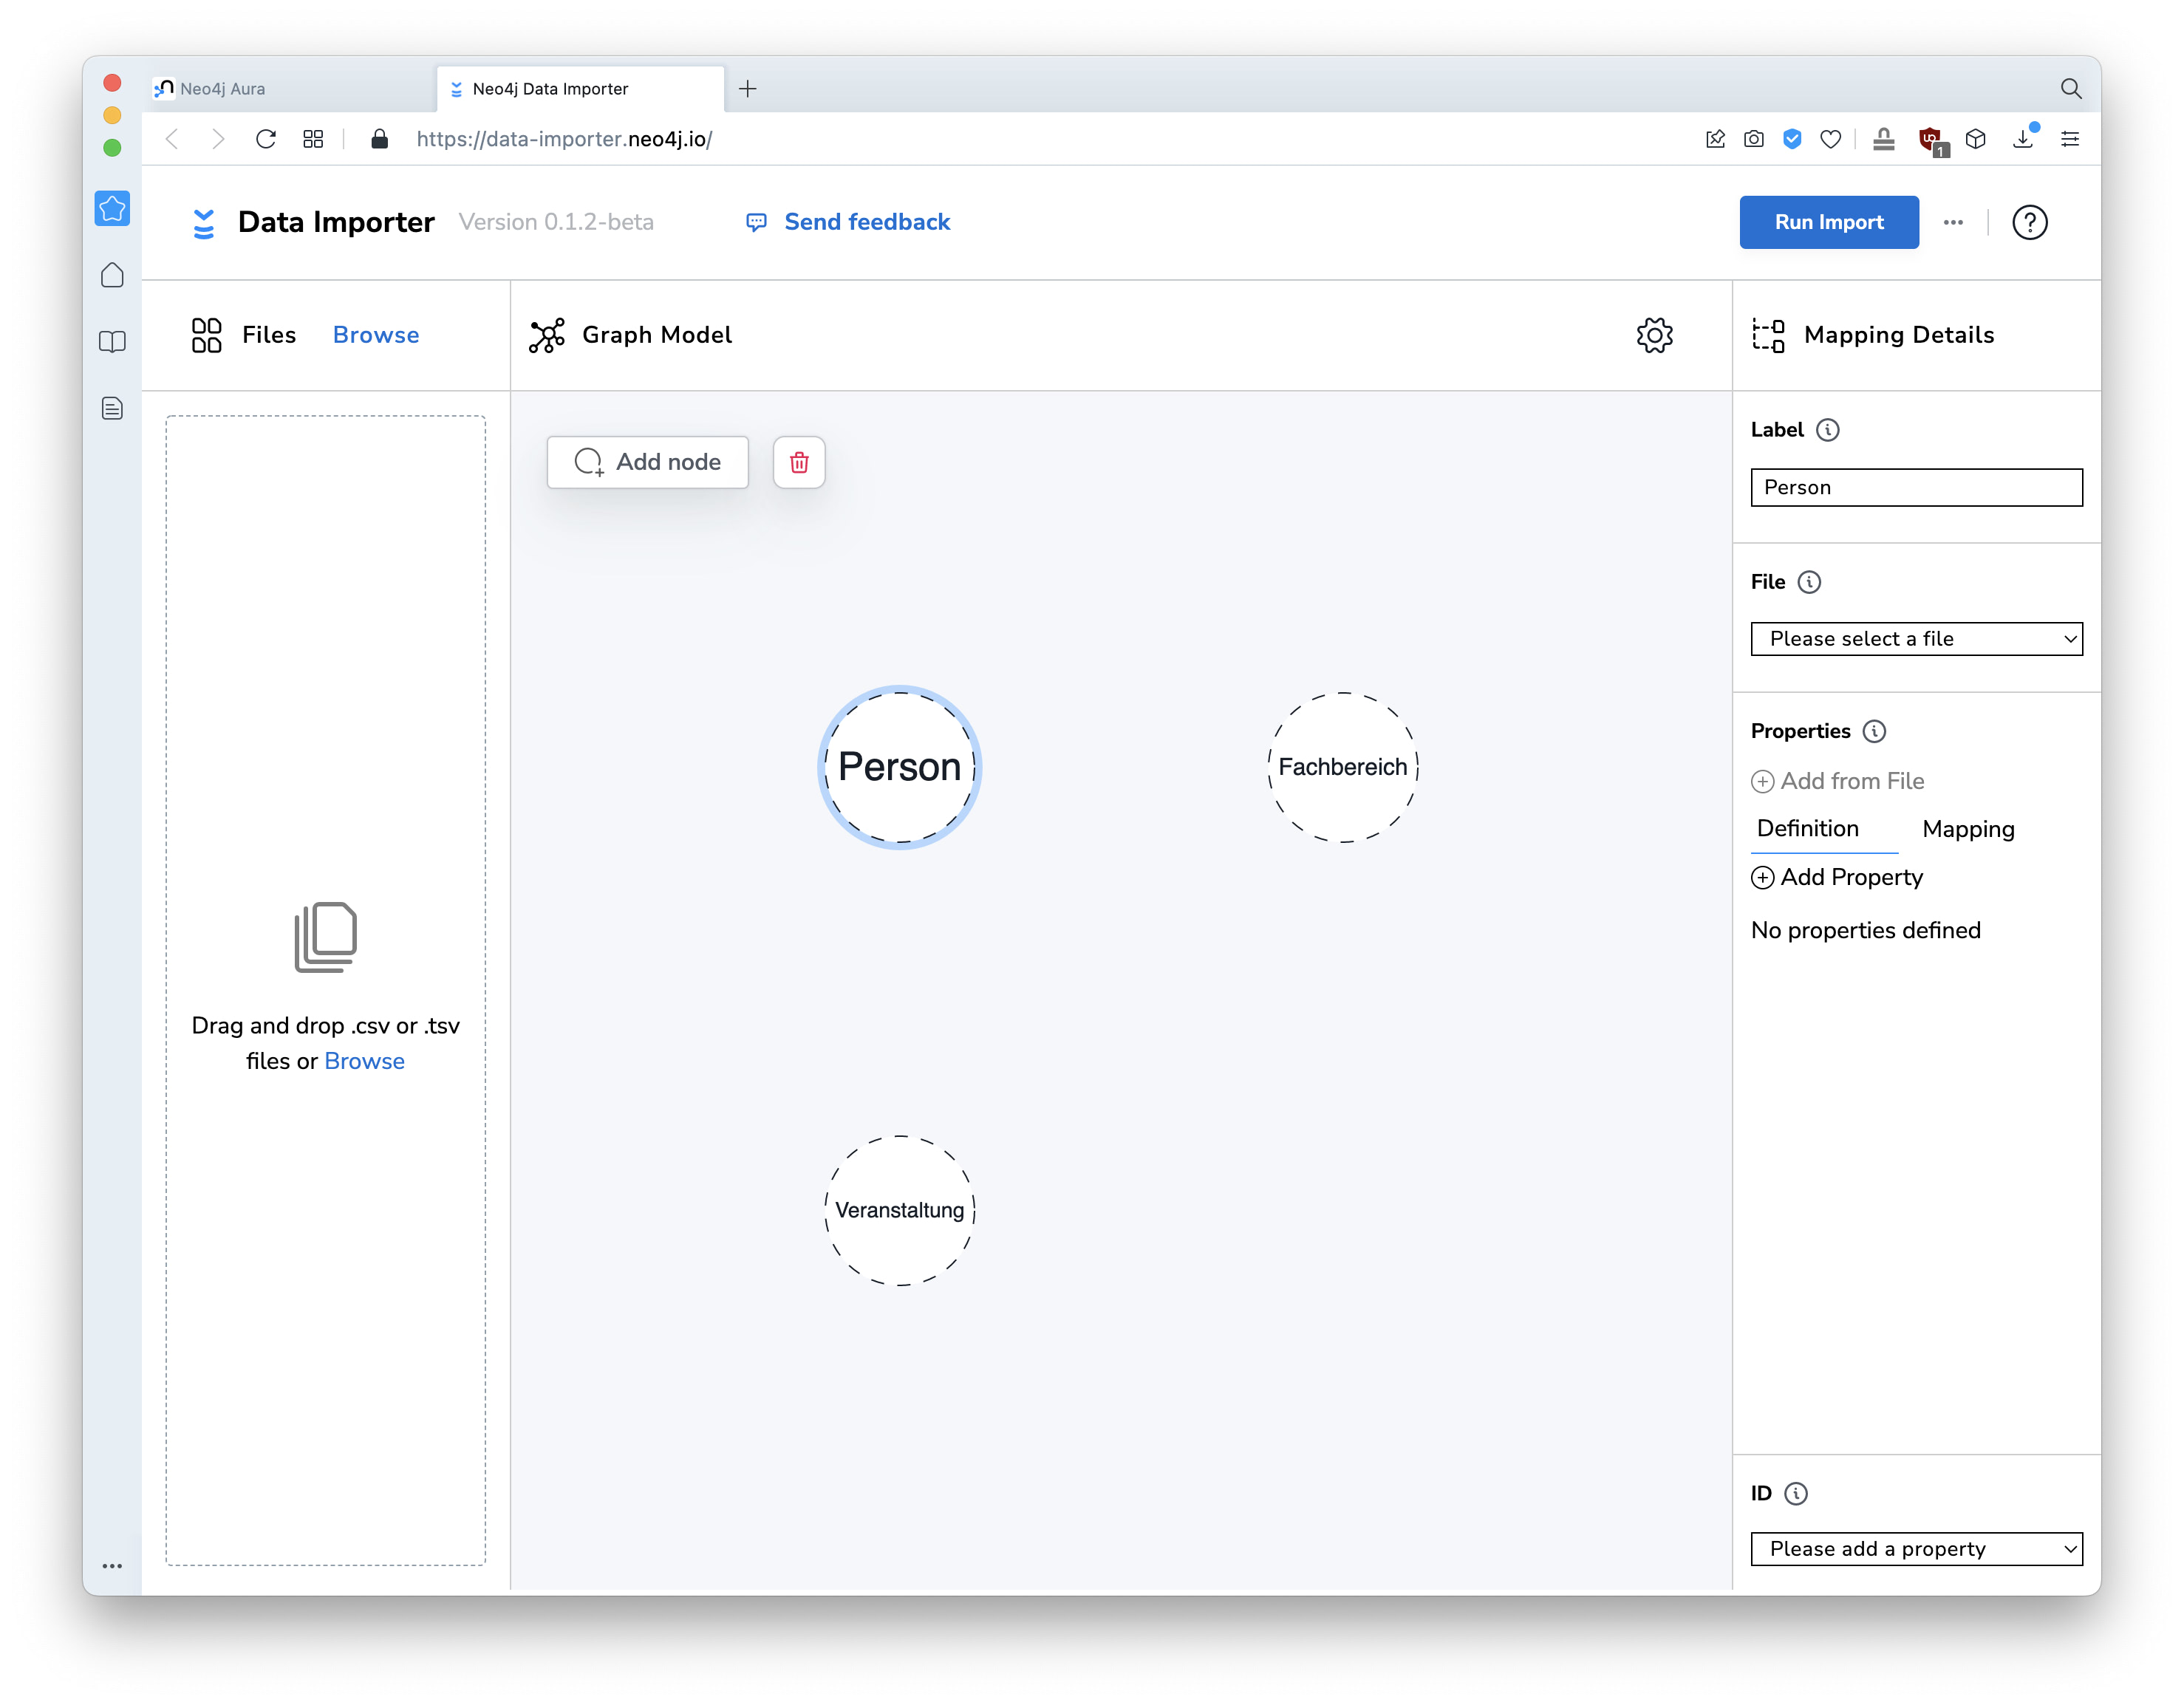 Neo4j Aura
Neo4j Data Importer
https://data-importer.neo4j.io/
1
Data Importer
Version 0.1.2-beta
Send feedback
Run Import
Files
Browse
Graph Model
Mapping Details
Add node
Label
Person
File
Please select a file
Person
Fachbereich
Properties
Add from File
Definition
Mapping
Add Property
No properties defined
Drag and drop .csv or .tsv
files or Browse
Veranstaltung
ID
Please add a property